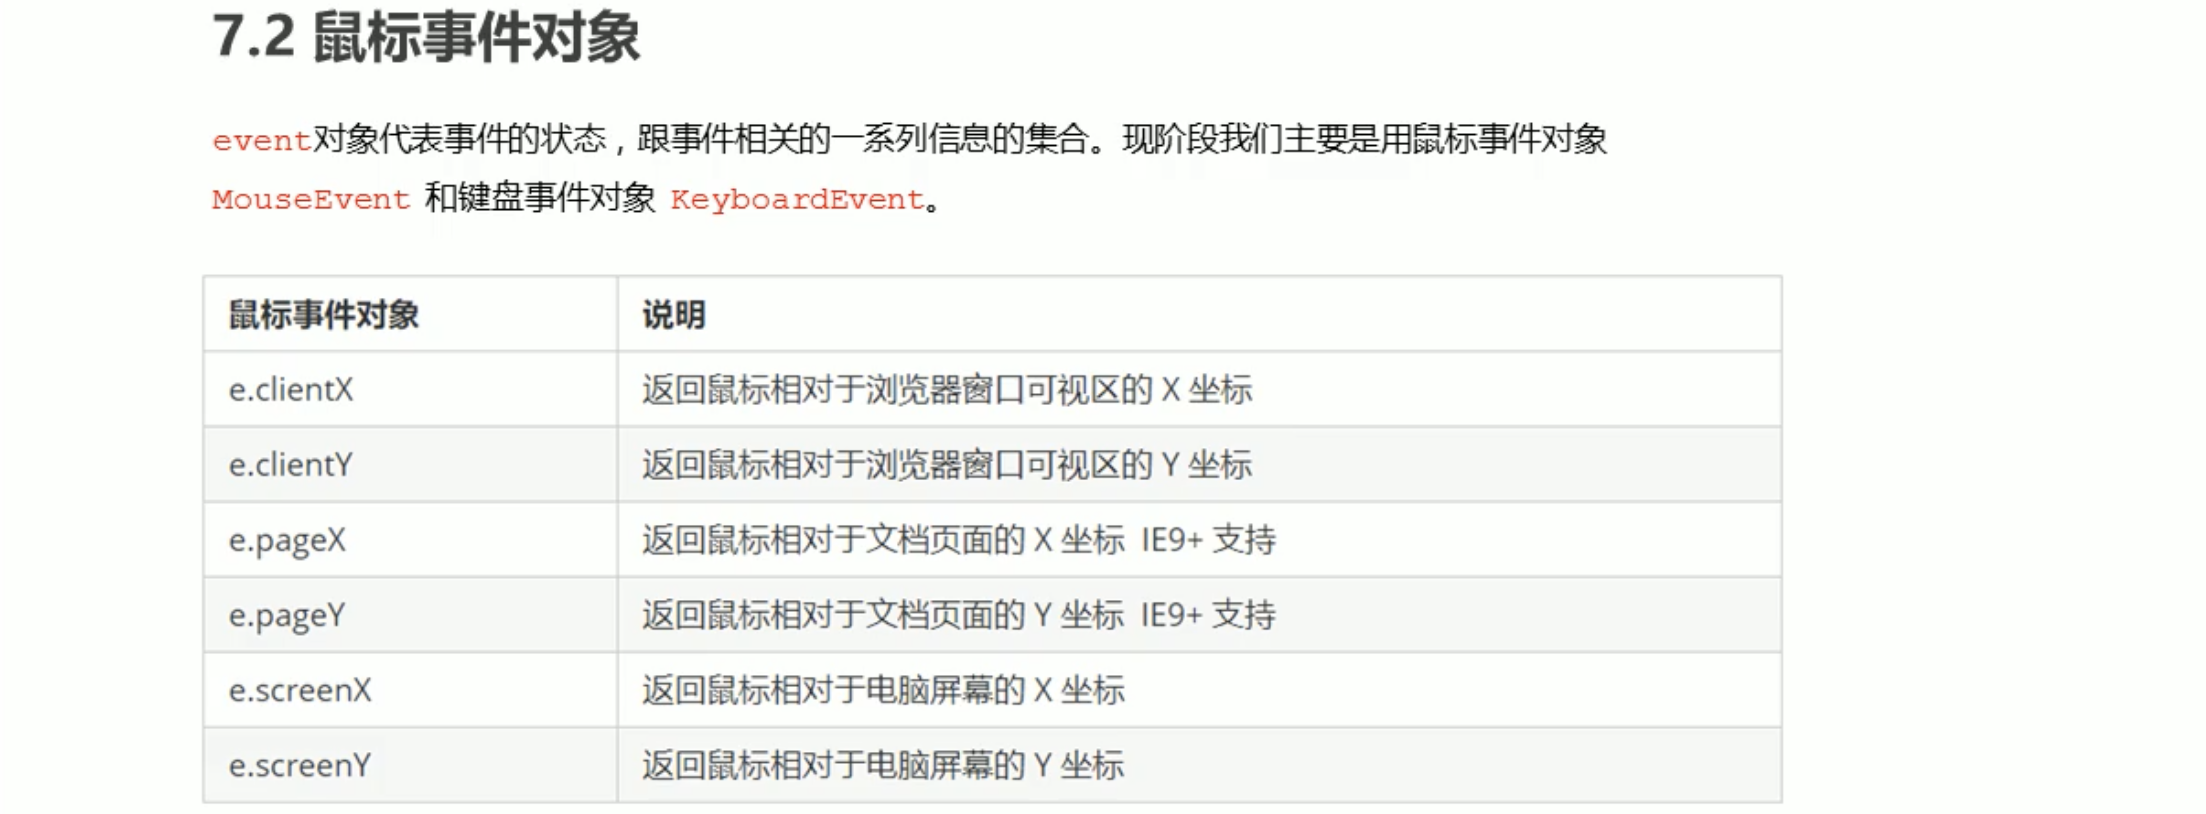 7.2 鼠标事件对象
event对象代表事件的状态，跟事件相关的一系列信息的集合。现阶段我们主要是用鼠标事件对象
MouseEvent 和键盘事件对象 KeyboardEvent。
鼠标事件对象 说明
e.clientX 返回鼠标相对于浏览器窗口可视区的 X 坐标
e.clientY 返回鼠标相对于浏览器窗口可视区的 Y 坐标
e.pageX 返回鼠标相对于文档页面的 X 坐标 IE9+ 支持
e.pageY 返回鼠标相对于文档页面的 Y 坐标 IE9+ 支持
e.screenX 返回鼠标相对于电脑屏幕的 X 坐标
e.screenY 返回鼠标相对于电脑屏幕的 Y 坐标